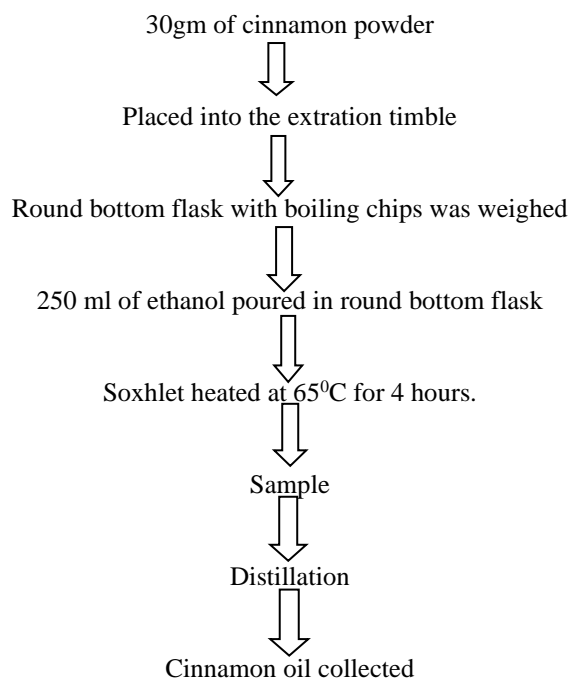 30gm of cinnamon powder
Placed into the extration timble
Round bottom flask with boiling chips was weighed
250 ml of ethanol poured in round bottom flask
Soxhlet heated at 65⁰C for 4 hours.
Sample
Distillation
Cinnamon oil collected